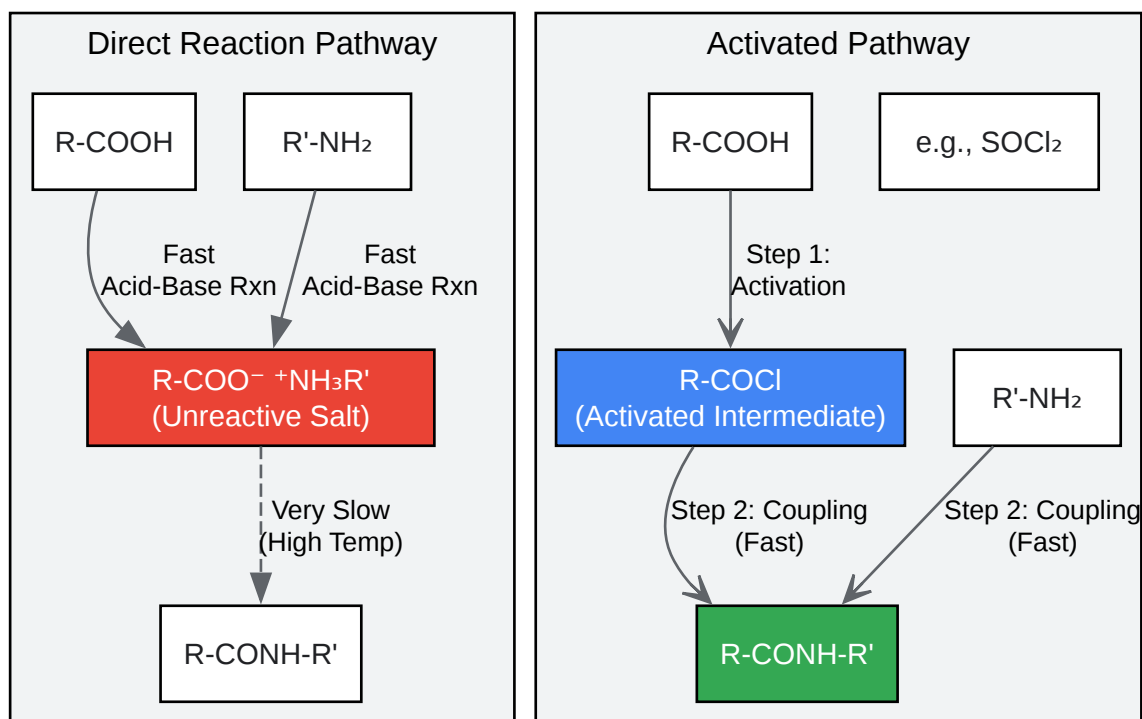 Direct Reaction Pathway
R-COOH
R'-NH₂
Fast
Acid-Base Rxn
Fast
Acid-Base Rxn
R-COO⁻ ⁺NH₃R'
(Unreactive Salt)
Very Slow
(High Temp)
R-CONH-R'
Activated Pathway
R-COOH
e.g., SOCl₂
Step 1:
Activation
R-COCl
(Activated Intermediate)
R'-NH₂
Step 2: Coupling
(Fast)
Step 2: Coupling
(Fast)
R-CONH-R'